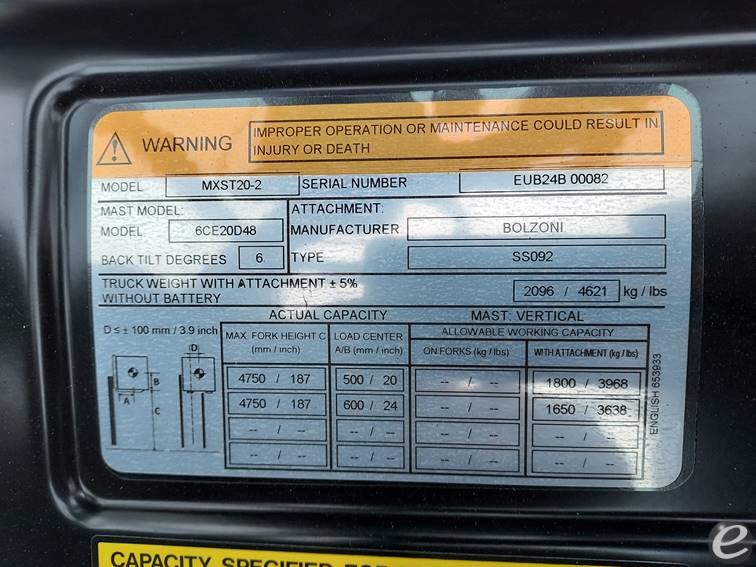 WARNING
IMPROPER OPERATION OR MAINTENANCE COULD RESULT IN
INJURY OR DEATH
MODEL MXST20-2 SERIAL NUMBER EUB24B 00082
MAST MODEL: ATTACHMENT:
MODEL 6CE20D48 MANUFACTURER BOLZONI
BACK TILT DEGREES 6 TYPE SS092
TRUCK WEIGHT WITH ATTACHMENT ± 5%
WITHOUT BATTERY 2096 / 4621 kg / lbs
ACTUAL CAPACITY MAST: VERTICAL
D ≤ ± 100 mm / 3.9 inch
MAX. FORK HEIGHT C LOAD CENTER ALLOWABLE WORKING CAPACITY
(mm / inch) A/B (mm / inch) ON FORKS (kg / lbs) WITH ATTACHMENT (kg / lbs)
4750 / 187 500 / 20 -- / -- 1800 / 3968
4750 / 187 600 / 24 -- / -- 1650 / 3638
-- / -- -- / -- -- / -- -- / --
-- / -- -- / -- -- / -- -- / --
D
A
B
C
ENGLISH 653933
CAPACITY SPECIFIED FOR
e